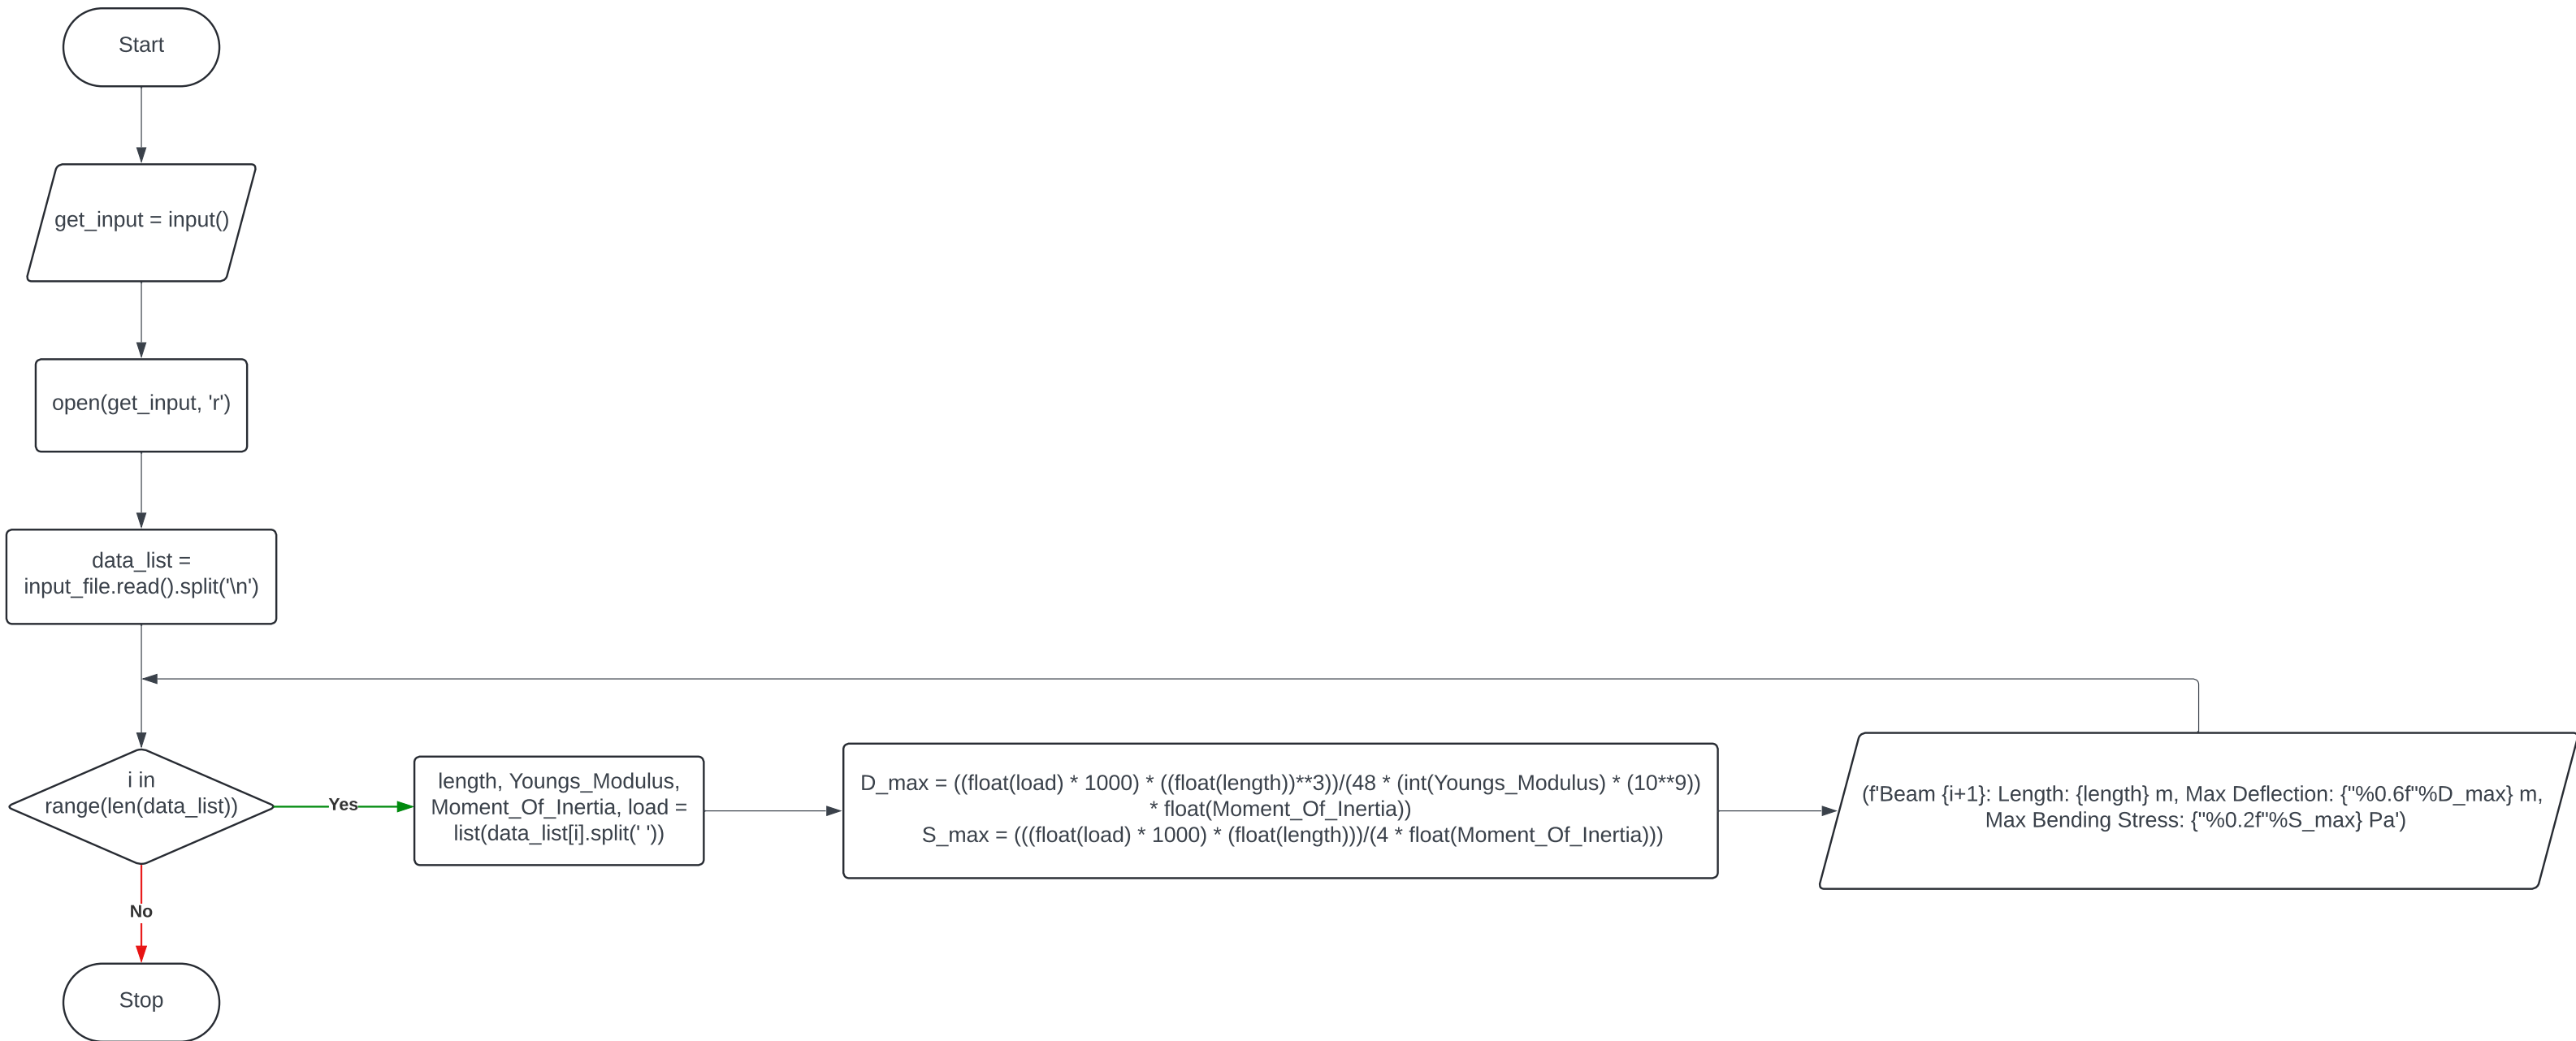 Start
get_input = input()
open(get_input, 'r')
data_list =
input_file.read().split('\n')
i in
range(len(data_list))
Yes
length, Youngs_Modulus,
Moment_Of_Inertia, load =
list(data_list[i].split(' '))
D_max = ((float(load) * 1000) * ((float(length))**3))/(48 * (int(Youngs_Modulus) * (10**9))
* float(Moment_Of_Inertia))
S_max = (((float(load) * 1000) * (float(length)))/(4 * float(Moment_Of_Inertia)))
(f'Beam {i+1}: Length: {length} m, Max Deflection: {"%0.6f"%D_max} m,
Max Bending Stress: {"%0.2f"%S_max} Pa')
No
Stop